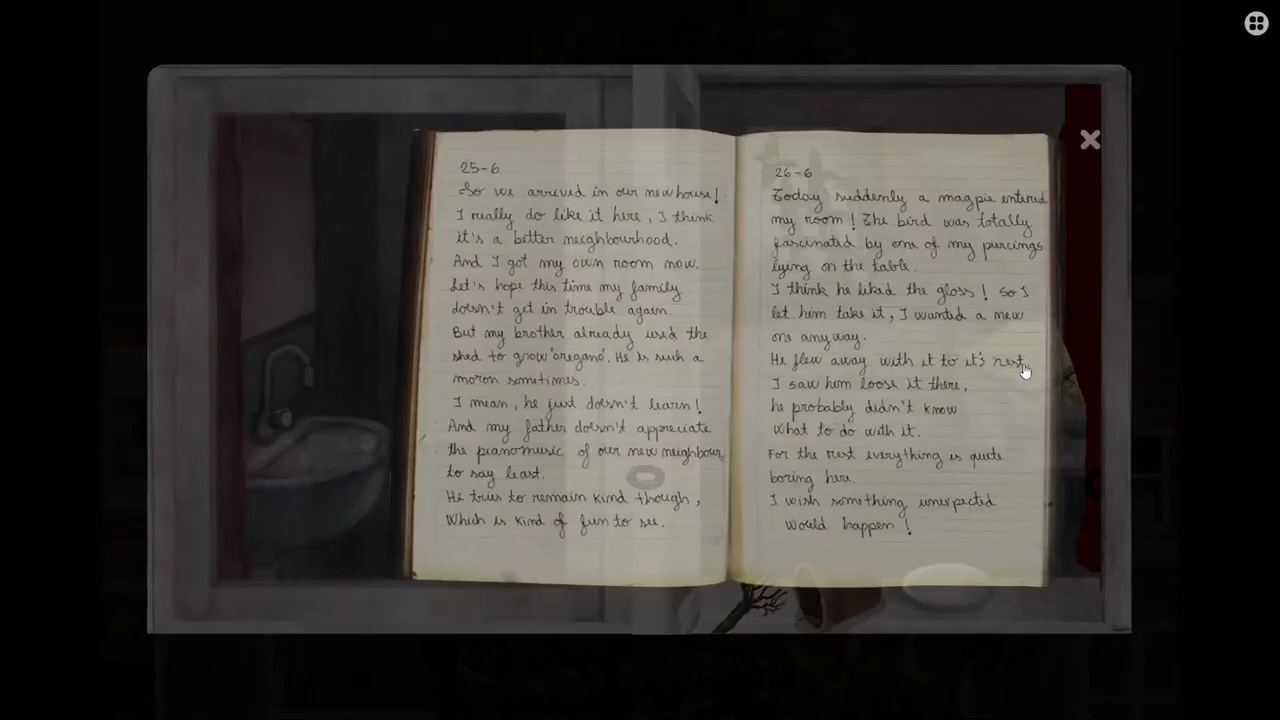 25-6
So we arrived in our new house!
I really do like it here, I think
it's a better neighbourhood.
And I got my own room now.
Let's hope this time my family
doesn't get in trouble again.
But my brother already used the
shed to grow 'oregano'. He is such a
moron sometimes.
I mean, he just doesn't learn!
And my father doesn't appreciate
the pianomusic of our new neighbour,
to say least.
He tries to remain kind though,
Which is kind of fun to see.
26-6
Today suddenly a magpie entered
my room! The bird was totally
fascinated by one of my piercings
lying on the table.
I think he liked the gloss! So I
let him take it, I wanted a new
one anyway.
He flew away with it to it's nest,
I saw him loose it there,
he probably didn't know
What to do with it.
For the rest everything is quite
boring here.
I wish something unexpected
would happen!